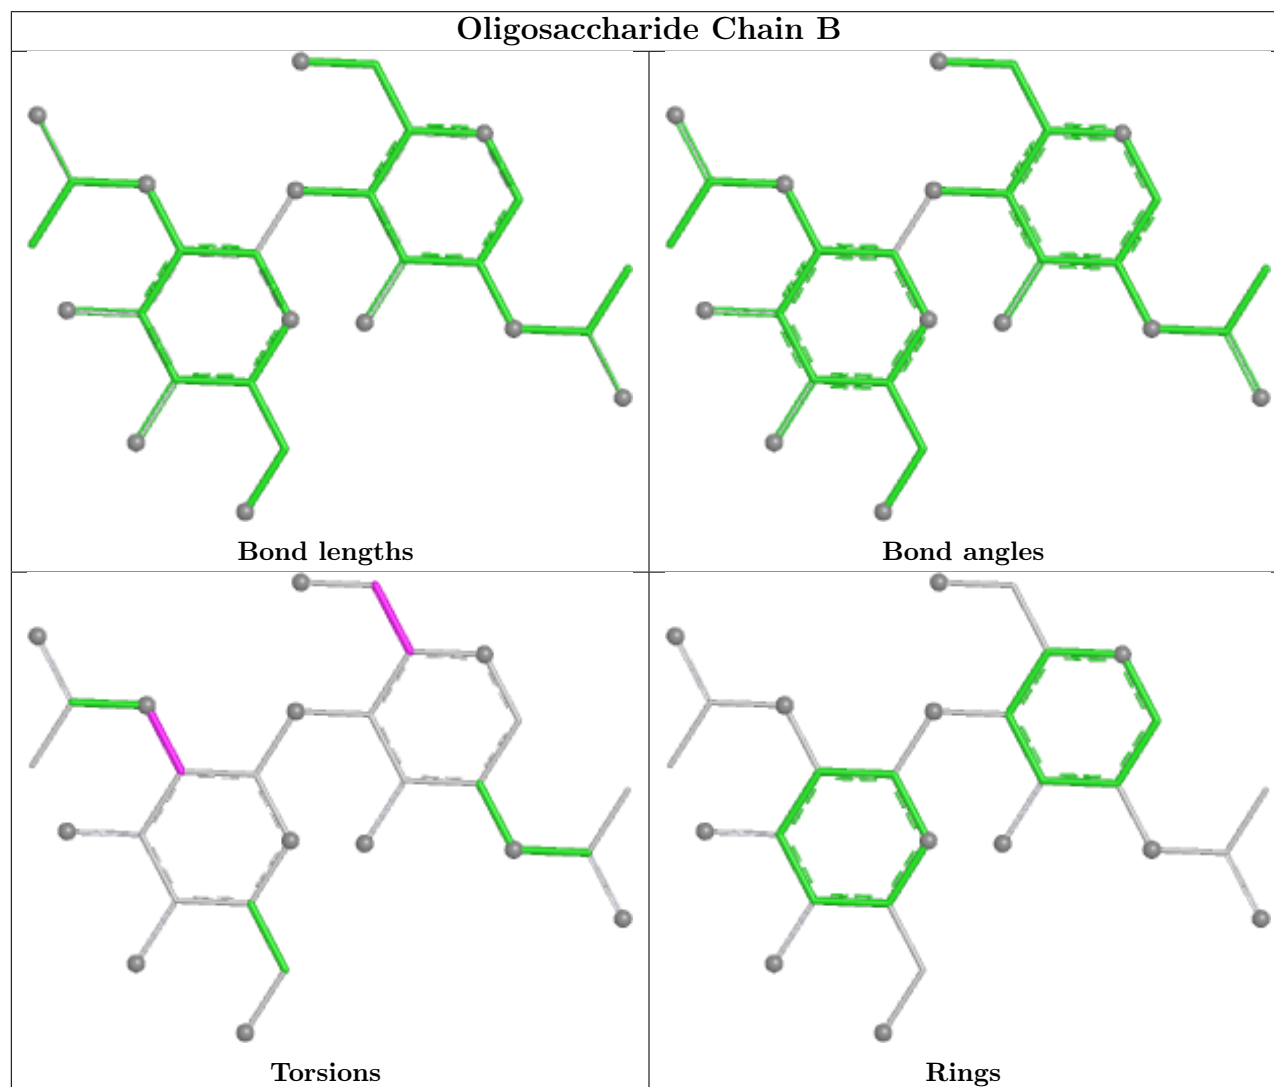 Oligosaccharide Chain B
Bond lengths
Bond angles
Torsions
Rings